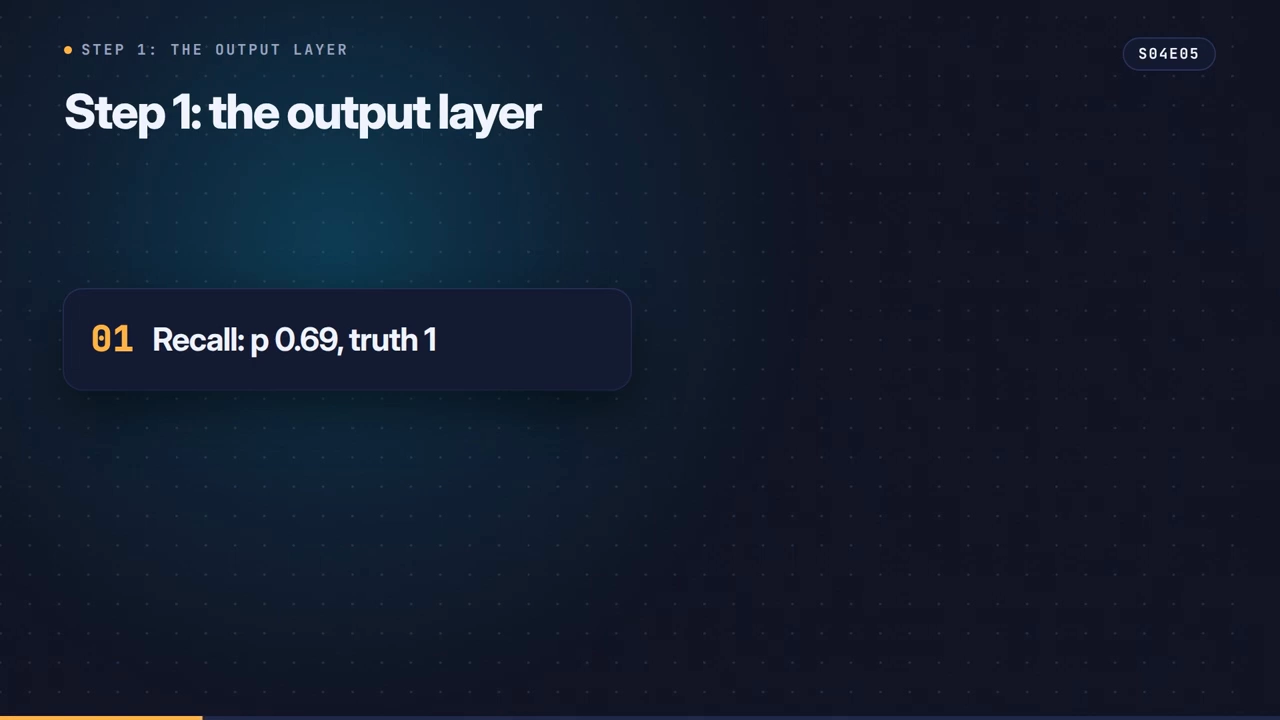 STEP 1: THE OUTPUT LAYER
S04E05
Step 1: the output layer
01 Recall: p 0.69, truth 1